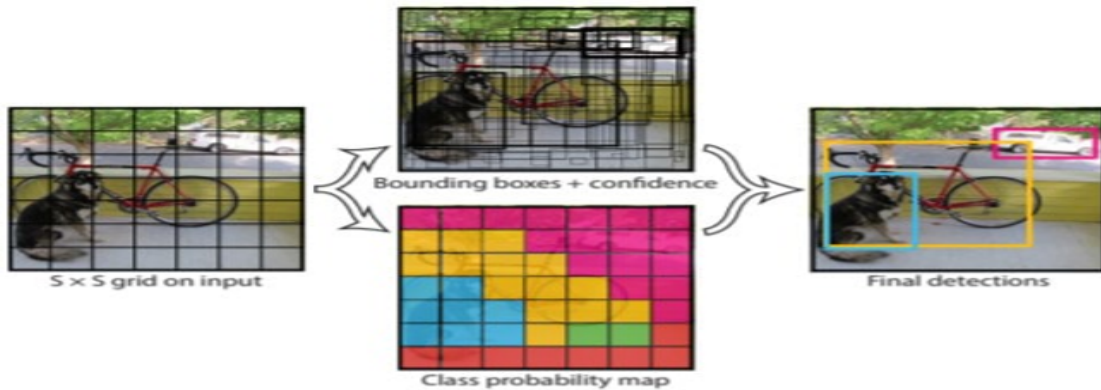 S × S grid on input
Bounding boxes + confidence
Class probability map
Final detections